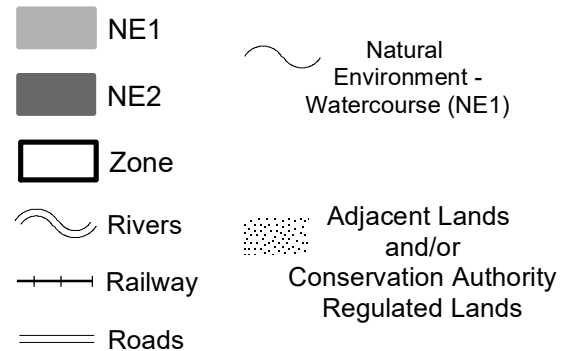 NE1
NE2
Zone
Rivers
Railway
Roads
Natural
Environment -
Watercourse (NE1)
Adjacent Lands
and/or
Conservation Authority
Regulated Lands